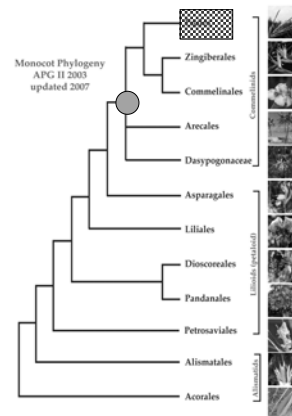 Monocot Phylogeny
APG II 2003
updated 2007
Zingiberales
Commelinales
Arecales
Dasypogonaceae
Asparagales
Liliales
Dioscoreales
Pandanales
Petrosaviales
Alismatales
Acorales
Commelinids
Lilioids (petaloid)
Alismatids